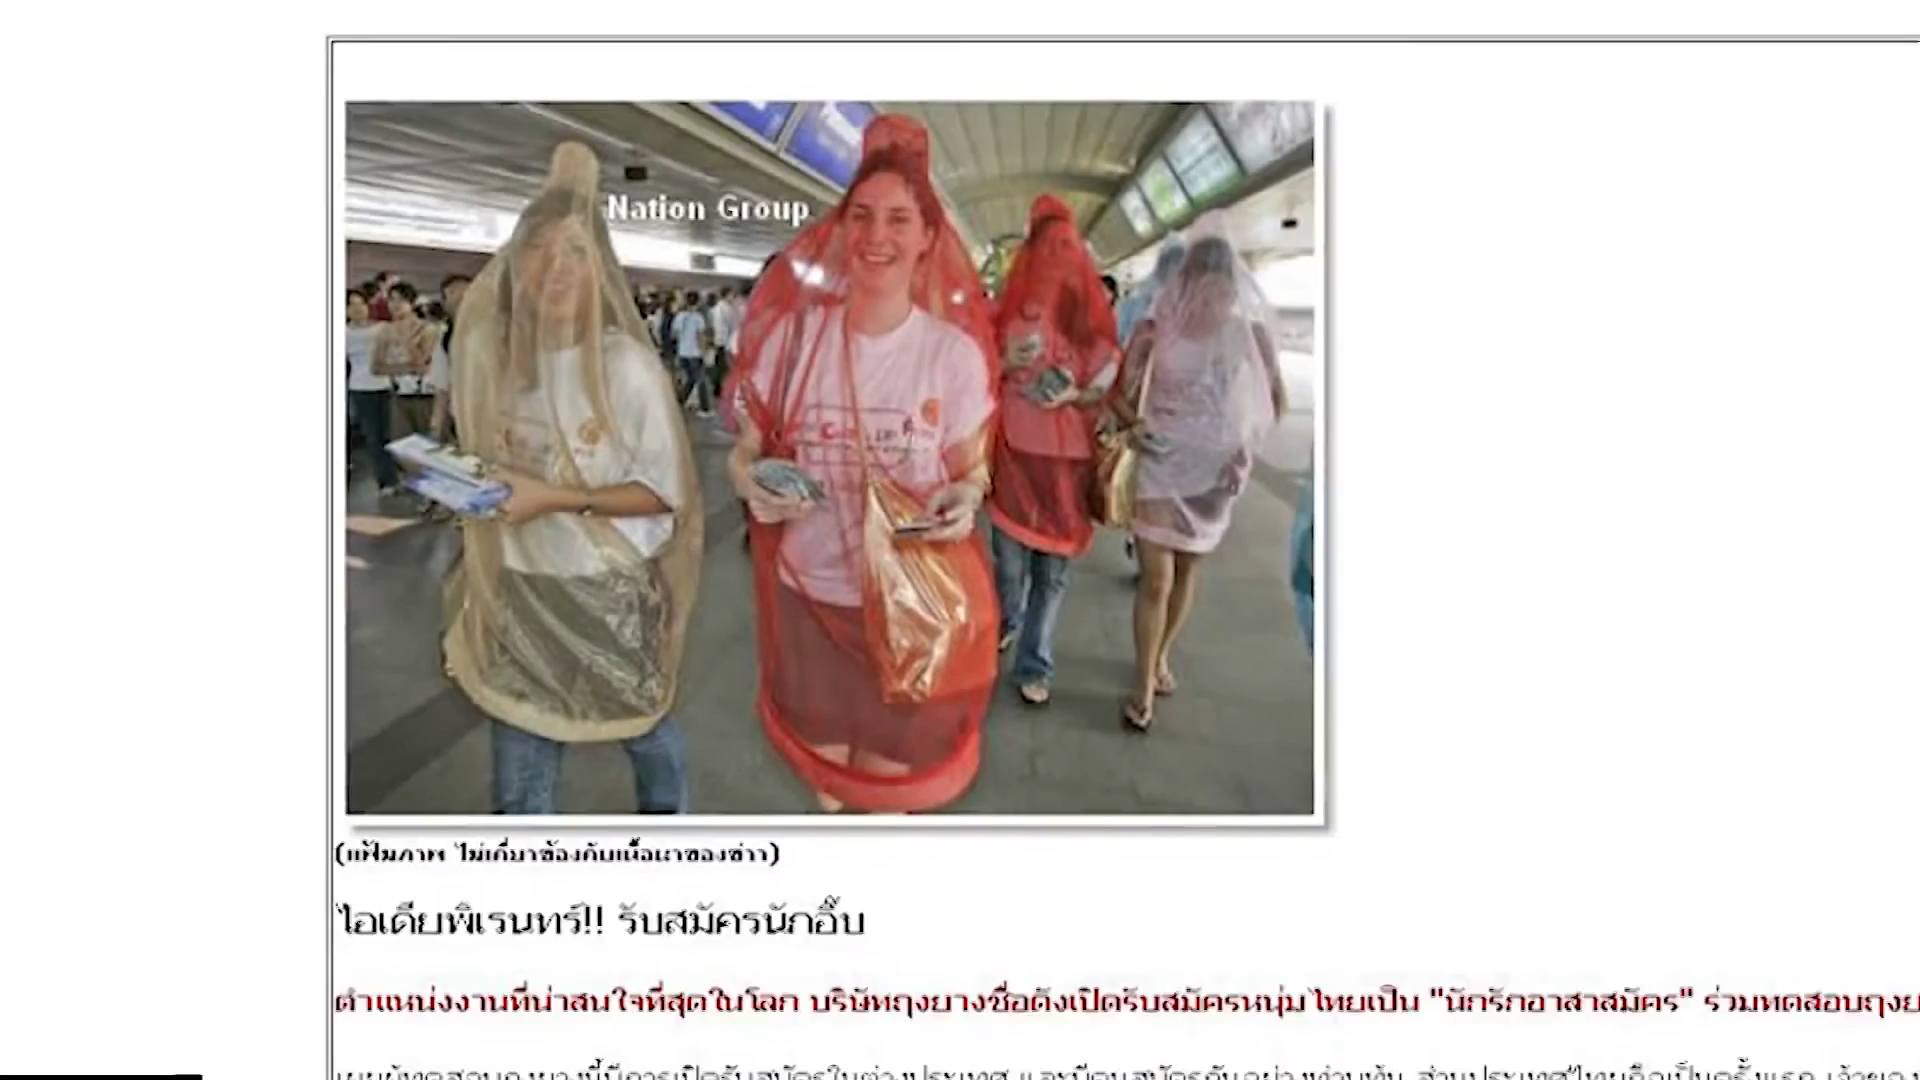 Nation Group
(แฟ้มภาพ ไม่เกี่ยวข้องกับเนื้อหาของข่าว)
ไอเดียพิเรนทร์!! รับสมัครนักอึ๊บ
ตำแหน่งงานที่น่าสนใจที่สุดในโลก บริษัทถุงยางชื่อดังเปิดรับสมัครหนุ่มไทยเป็น "นักรักอาสาสมัคร" ร่วมทดสอบถุงย